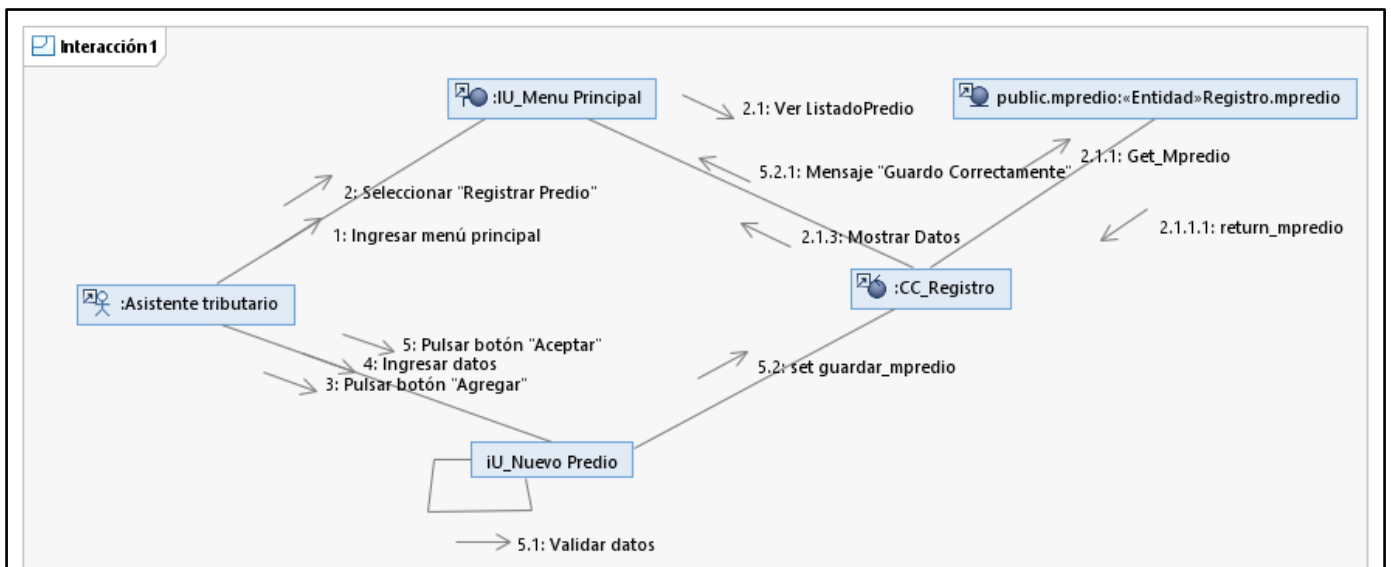 Interacción1
:IU_Menu Principal
public.mpredio:«Entidad»Registro.mpredio
2.1: Ver ListadoPredio
2.1.1: Get_Mpredio
5.2.1: Mensaje "Guardo Correctamente"
2: Seleccionar "Registrar Predio"
1: Ingresar menú principal
2.1.3: Mostrar Datos
2.1.1.1: return_mpredio
:Asistente tributario
:CC_Registro
5: Pulsar botón "Aceptar"
4: Ingresar datos
3: Pulsar botón "Agregar"
5.2: set guardar_mpredio
iU_Nuevo Predio
5.1: Validar datos